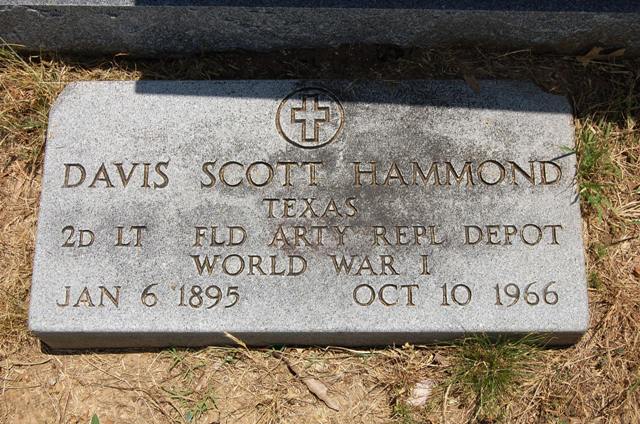 DAVIS SCOTT HAMMOND
TEXAS
2D LT FLD ARTY REPL DEPOT
WORLD WAR I
JAN 6 1895 OCT 10 1966